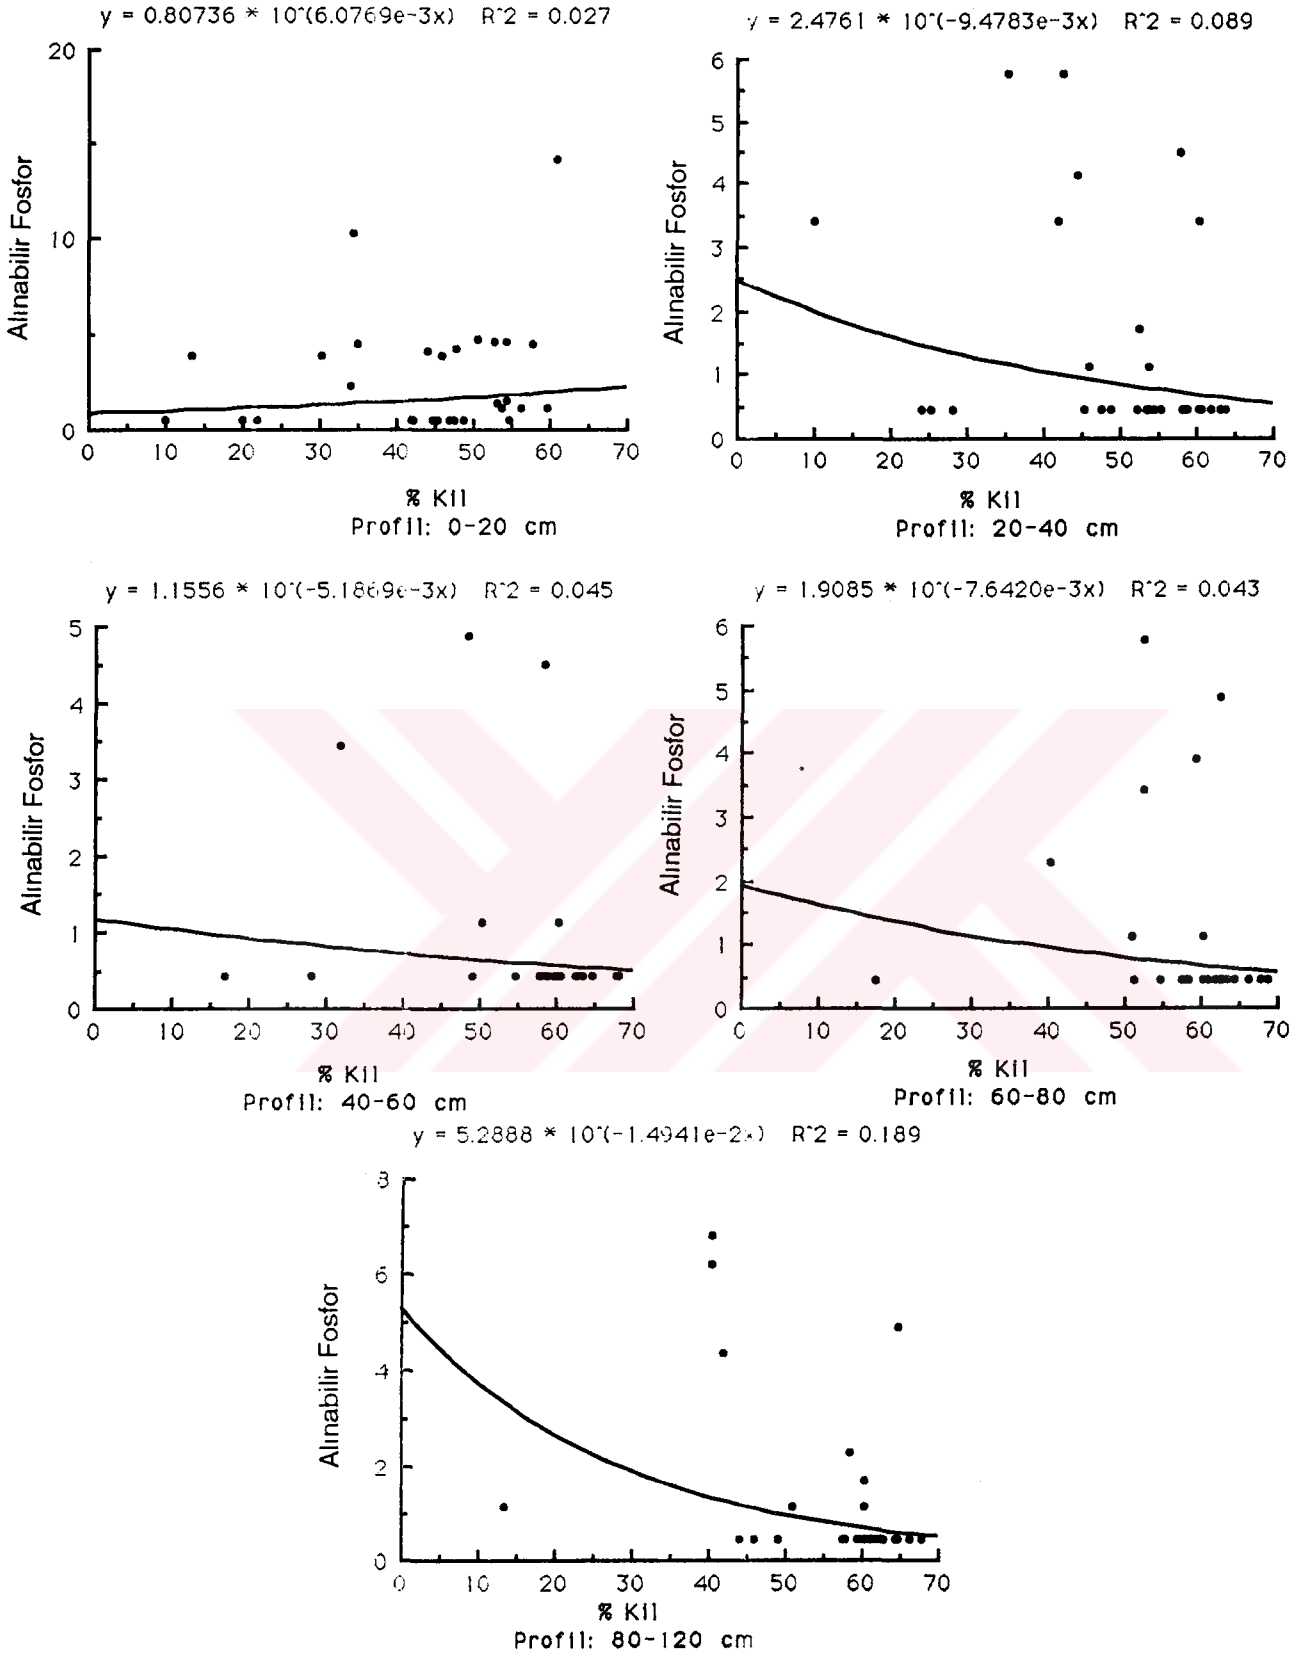 y = 0.80736 * 10^(6.0769e-3x) R^2 = 0.027
20
10
0
Alınabilir Fosfor
0 10 20 30 40 50 60 70
% Kil
Profil: 0-20 cm
y = 2.4761 * 10^(-9.4783e-3x) R^2 = 0.089
6
5
4
3
2
1
0
Alınabilir Fosfor
0 10 20 30 40 50 60 70
% Kil
Profil: 20-40 cm
y = 1.1556 * 10^(-5.1869e-3x) R^2 = 0.045
5
4
3
2
1
0
Alınabilir Fosfor
0 10 20 30 40 50 60 70
% Kil
Profil: 40-60 cm
y = 1.9085 * 10^(-7.6420e-3x) R^2 = 0.043
6
5
4
3
2
1
0
Alınabilir Fosfor
0 10 20 30 40 50 60 70
% Kil
Profil: 60-80 cm
y = 5.2888 * 10^(-1.4941e-2x) R^2 = 0.189
8
6
4
2
0
Alınabilir Fosfor
0 10 20 30 40 50 60 70
% Kil
Profil: 80-120 cm